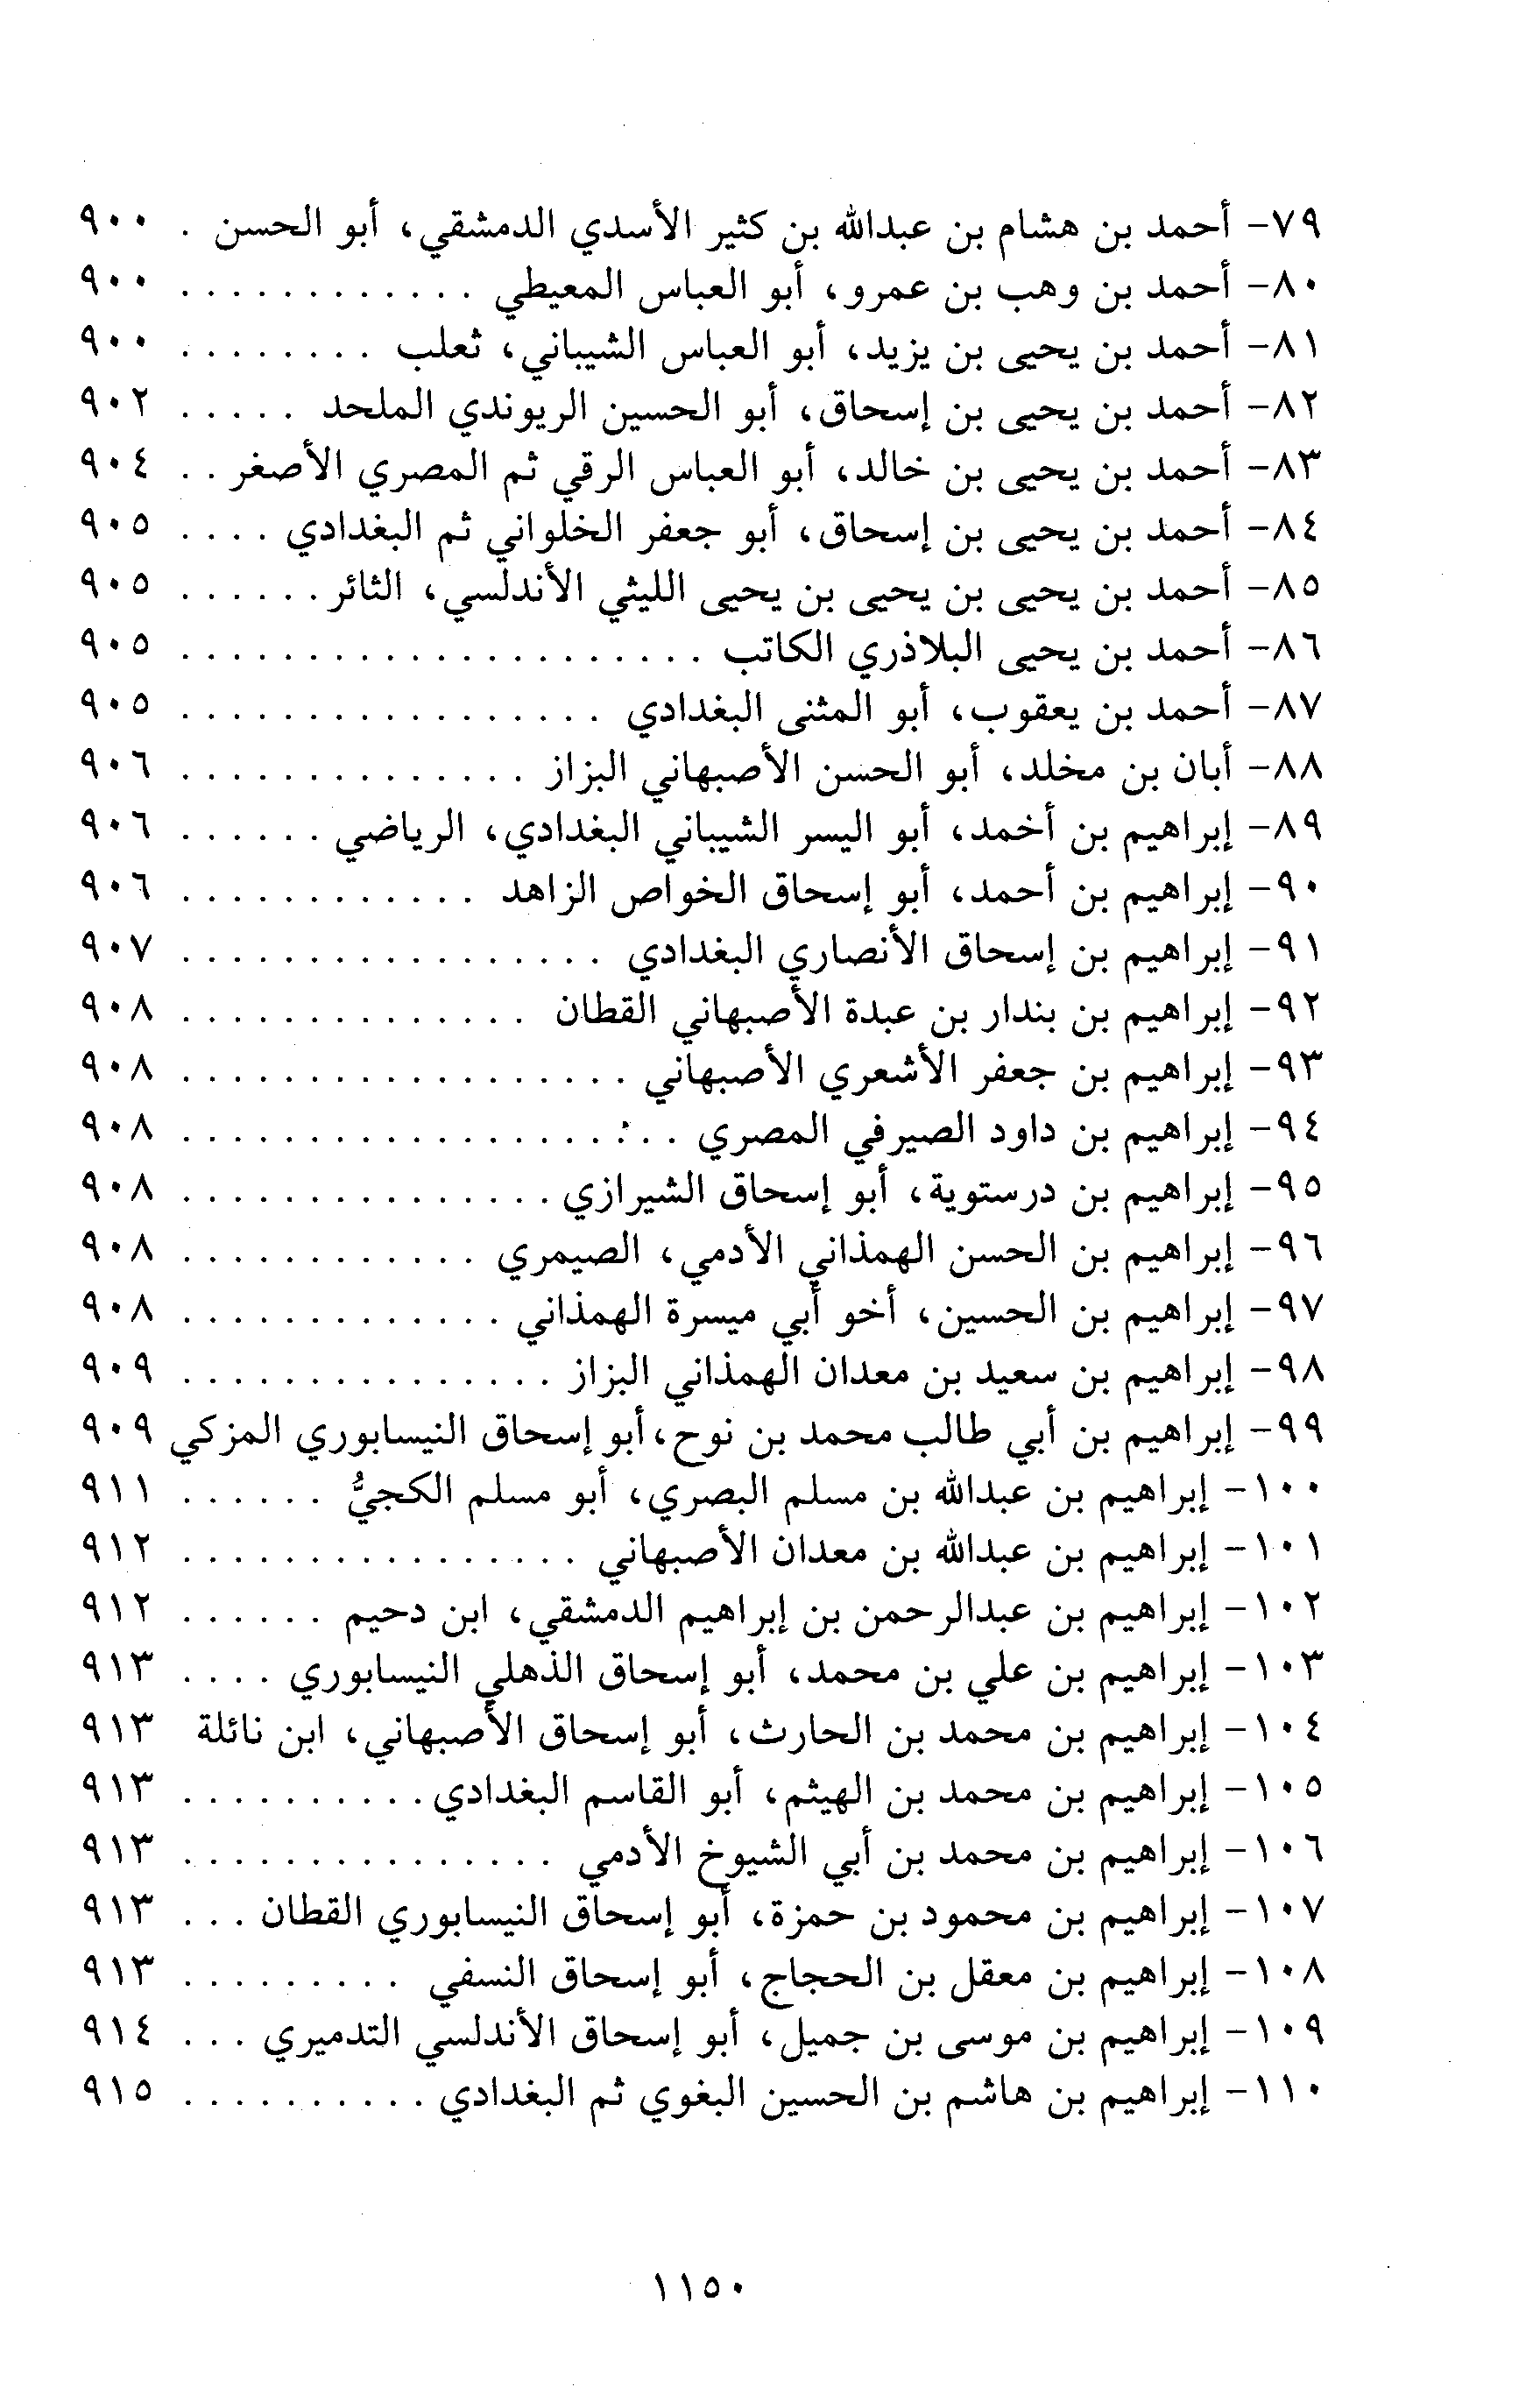 ٧٩- أحمد بن هشام بن عبدالله بن كثير الأسدي الدمشقي، أبو الحسن . ٩٠٠
٨٠- أحمد بن وهب بن عمرو، أبو العباس المعيطي . . . . . . . . . . . . ٩٠٠
٨١- أحمد بن يحيى بن يزيد، أبو العباس الشيباني، ثعلب . . . . . . . . ٩٠٠
٨٢- أحمد بن يحيى بن إسحاق، أبو الحسين الريوندي الملحد . . . . . ٩٠٢
٨٣- أحمد بن يحيى بن خالد، أبو العباس الرقي ثم المصري الأصغر . . ٩٠٤
٨٤- أحمد بن يحيى بن إسحاق، أبو جعفر الخلواني ثم البغدادي . . . . ٩٠٥
٨٥- أحمد بن يحيى بن يحيى بن يحيى الليثي الأندلسي، الثائر . . . . . . ٩٠٥
٨٦- أحمد بن يحيى البلاذري الكاتب . . . . . . . . . . . . . . . . . . . . . ٩٠٥
٨٧- أحمد بن يعقوب، أبو المثنى البغدادي . . . . . . . . . . . . . . . . . ٩٠٥
٨٨- أبان بن مخلد، أبو الحسن الأصبهاني البزاز . . . . . . . . . . . . . . ٩٠٦
٨٩- إبراهيم بن أخمد، أبو اليسر الشيباني البغدادي، الرياضي . . . . . . ٩٠٦
٩٠- إبراهيم بن أحمد، أبو إسحاق الخواص الزاهد . . . . . . . . . . . . ٩٠٦
٩١- إبراهيم بن إسحاق الأنصاري البغدادي . . . . . . . . . . . . . . . . . ٩٠٧
٩٢- إبراهيم بن بندار بن عبدة الأصبهاني القطان . . . . . . . . . . . . . . ٩٠٨
٩٣- إبراهيم بن جعفر الأشعري الأصبهاني . . . . . . . . . . . . . . . . . . ٩٠٨
٩٤- إبراهيم بن داود الصيرفي المصري . . . . . . . . . . . . . . . . . . . . ٩٠٨
٩٥- إبراهيم بن درستوية، أبو إسحاق الشيرازي . . . . . . . . . . . . . . . ٩٠٨
٩٦- إبراهيم بن الحسن الهمذاني الأدمي، الصيمري . . . . . . . . . . . . ٩٠٨
٩٧- إبراهيم بن الحسين، أخو أبي ميسرة الهمذاني . . . . . . . . . . . . . ٩٠٨
٩٨- إبراهيم بن سعيد بن معدان الهمذاني البزاز . . . . . . . . . . . . . . . ٩٠٩
٩٩- إبراهيم بن أبي طالب محمد بن نوح، أبو إسحاق النيسابوري المزكي ٩٠٩
١٠٠- إبراهيم بن عبدالله بن مسلم البصري، أبو مسلم الكجيُّ . . . . . . ٩١١
١٠١- إبراهيم بن عبدالله بن معدان الأصبهاني . . . . . . . . . . . . . . . . ٩١٢
١٠٢- إبراهيم بن عبدالرحمن بن إبراهيم الدمشقي، ابن دحيم . . . . . . ٩١٢
١٠٣- إبراهيم بن علي بن محمد، أبو إسحاق الذهلي النيسابوري . . . . ٩١٣
١٠٤- إبراهيم بن محمد بن الحارث، أبو إسحاق الأصبهاني، ابن نائلة ٩١٣
١٠٥- إبراهيم بن محمد بن الهيثم، أبو القاسم البغدادي . . . . . . . . . . ٩١٣
١٠٦- إبراهيم بن محمد بن أبي الشيوخ الأدمي . . . . . . . . . . . . . . . ٩١٣
١٠٧- إبراهيم بن محمود بن حمزة، أبو إسحاق النيسابوري القطان . . . ٩١٣
١٠٨- إبراهيم بن معقل بن الحجاج، أبو إسحاق النسفي . . . . . . . . . ٩١٣
١٠٩- إبراهيم بن موسى بن جميل، أبو إسحاق الأندلسي التدميري . . . ٩١٤
١١٠- إبراهيم بن هاشم بن الحسين البغوي ثم البغدادي . . . . . . . . . . ٩١٥
١١٥٠